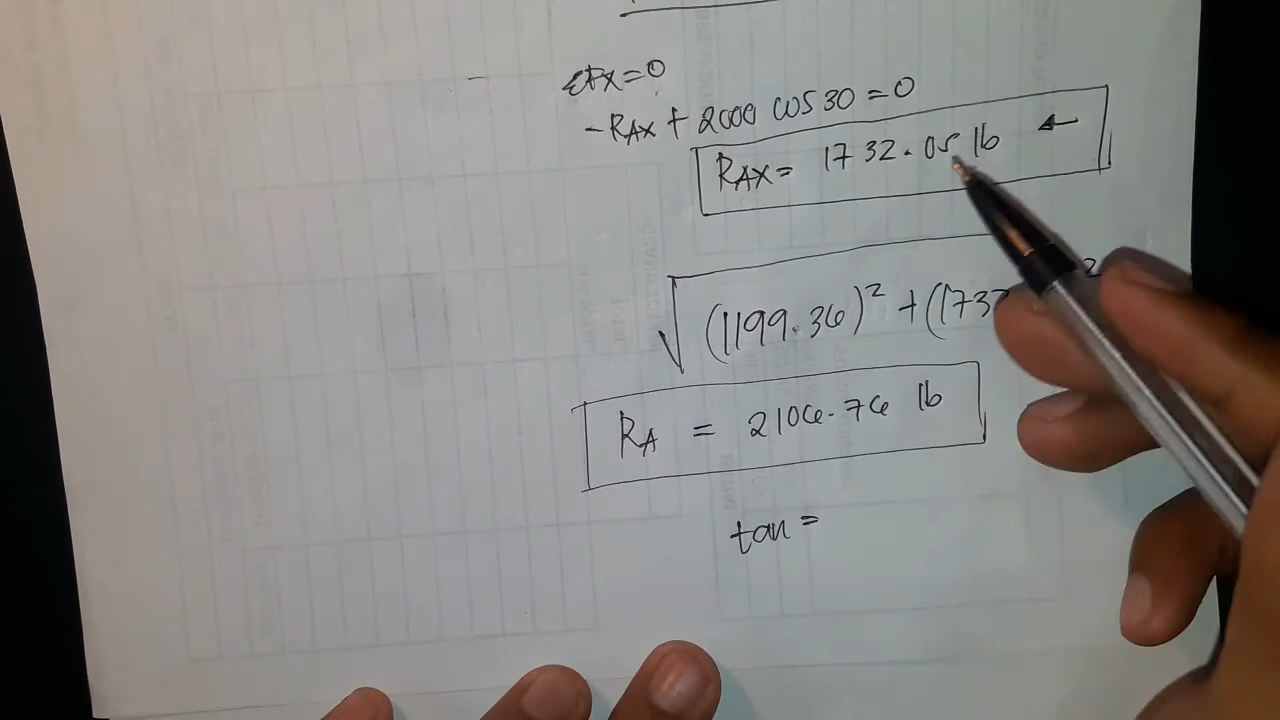 ΣFx=0
-RAx + 2000 cos 30 = 0
RAX = 1732.05 lb ←
√(1199.36)² + (173 ²
RA = 2106.76 lb
tan =